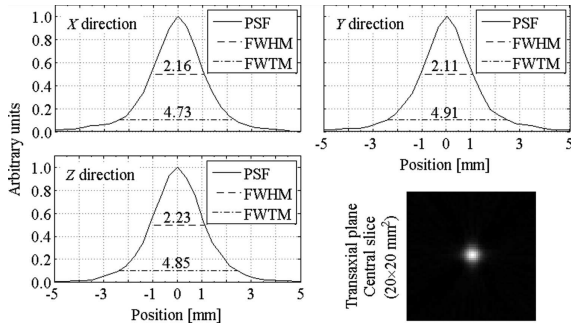 X direction
PSF
FWHM
FWTM
2.16
4.73
1.0
0.8
0.6
0.4
0.2
0.0
Y direction
PSF
FWHM
FWTM
2.11
4.91
-5 -3 -1 0 1 3 5
Position [mm]
Arbitrary units
Z direction
PSF
FWHM
FWTM
2.23
4.85
1.0
0.8
0.6
0.4
0.2
0.0
-5 -3 -1 0 1 3 5
Position [mm]
Transaxial plane
Central slice
(20×20 mm²)